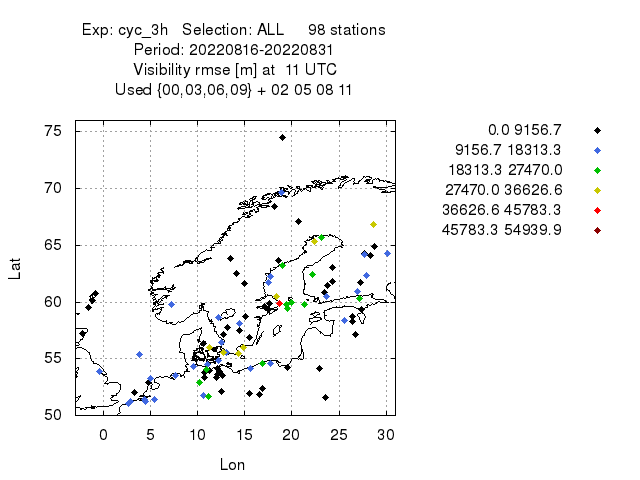 Exp: cyc_3h Selection: ALL 98 stations
Period: 20220816-20220831
Visibility rmse [m] at 11 UTC
Used {00,03,06,09} + 02 05 08 11
0.0 9156.7
9156.7 18313.3
18313.3 27470.0
27470.0 36626.6
36626.6 45783.3
45783.3 54939.9
75
70
65
60
55
50
Lat
0 5 10 15 20 25 30
Lon